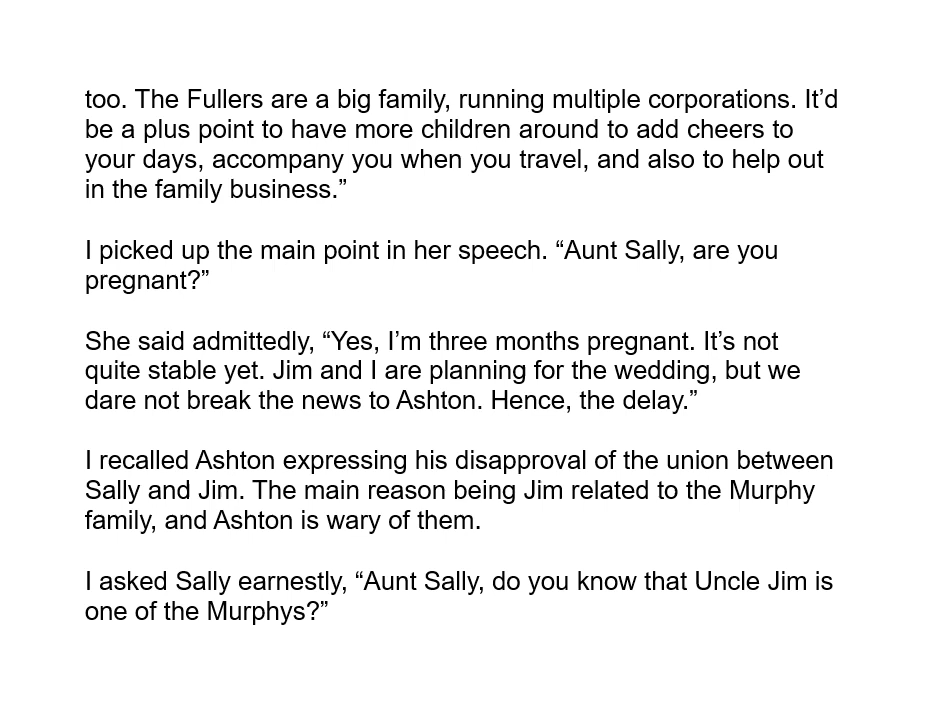 too. The Fullers are a big family, running multiple corporations. It’d
be a plus point to have more children around to add cheers to
your days, accompany you when you travel, and also to help out
in the family business.”
I picked up the main point in her speech. “Aunt Sally, are you
pregnant?”
She said admittedly, “Yes, I’m three months pregnant. It’s not
quite stable yet. Jim and I are planning for the wedding, but we
dare not break the news to Ashton. Hence, the delay.”
I recalled Ashton expressing his disapproval of the union between
Sally and Jim. The main reason being Jim related to the Murphy
family, and Ashton is wary of them.
I asked Sally earnestly, “Aunt Sally, do you know that Uncle Jim is
one of the Murphys?”